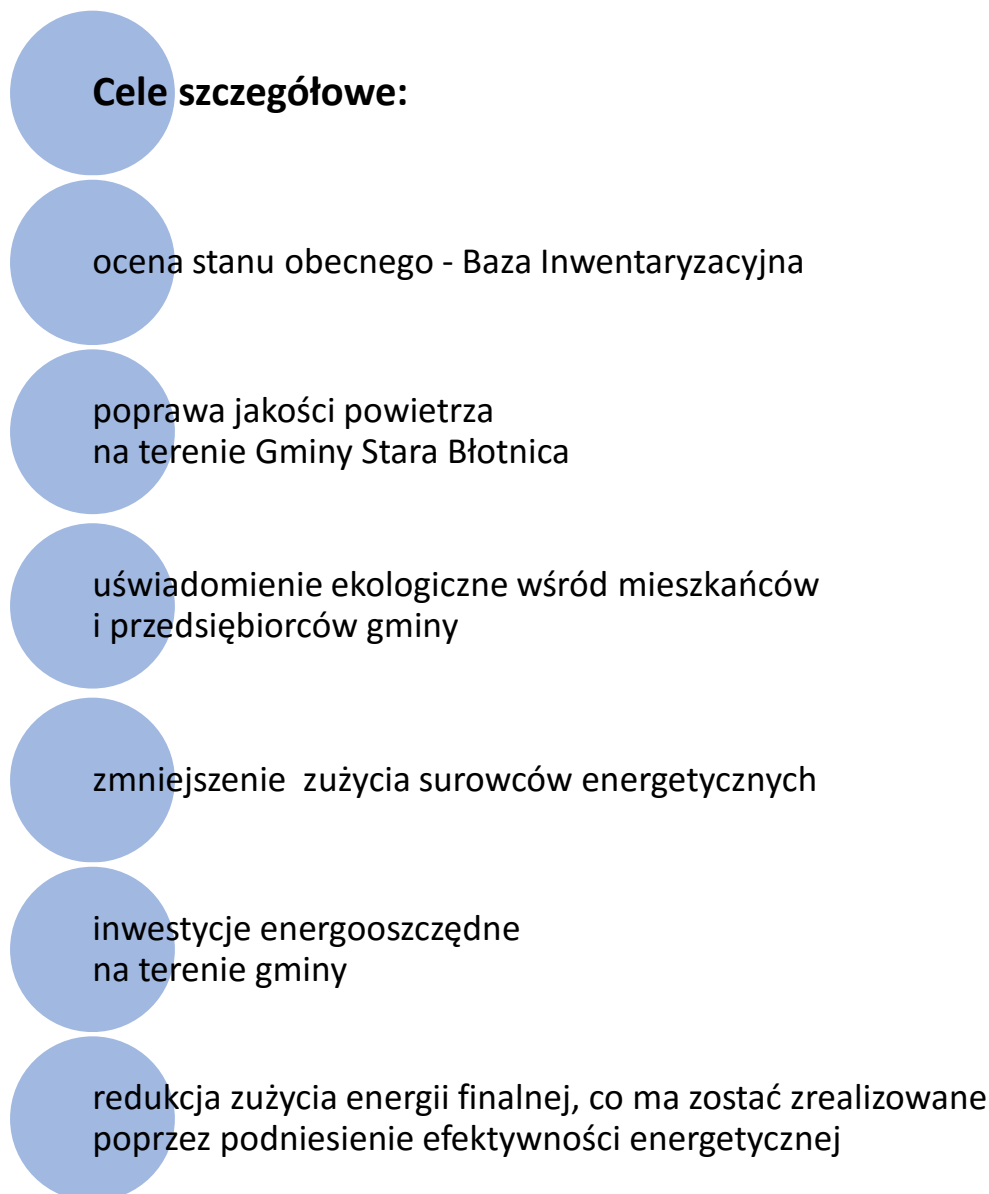 Cele szczegółowe:
ocena stanu obecnego - Baza Inwentaryzacyjna
poprawa jakości powietrza
na terenie Gminy Stara Błotnica
uświadomienie ekologiczne wśród mieszkańców
i przedsiębiorców gminy
zmniejszenie  zużycia surowców energetycznych
inwestycje energooszczędne
na terenie gminy
redukcja zużycia energii finalnej, co ma zostać zrealizowane
poprzez podniesienie efektywności energetycznej